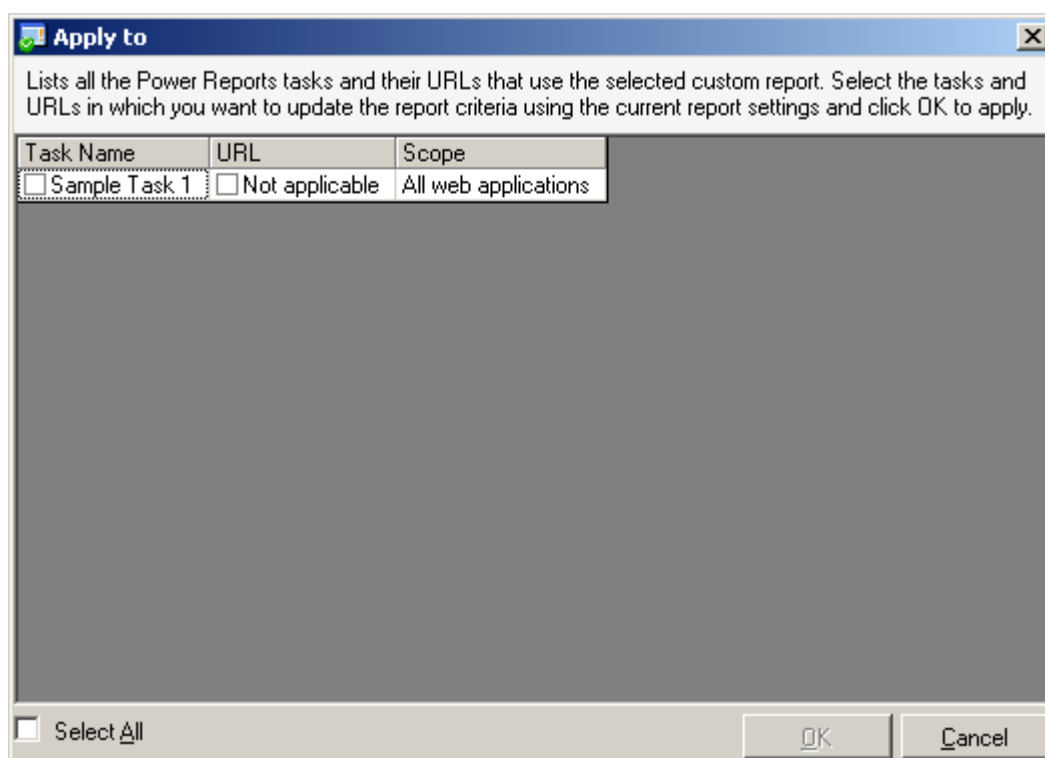 Apply to
Lists all the Power Reports tasks and their URLs that use the selected custom report. Select the tasks and
URLs in which you want to update the report criteria using the current report settings and click OK to apply.
Task Name URL Scope
Sample Task 1 Not applicable All web applications
Select All OK Cancel